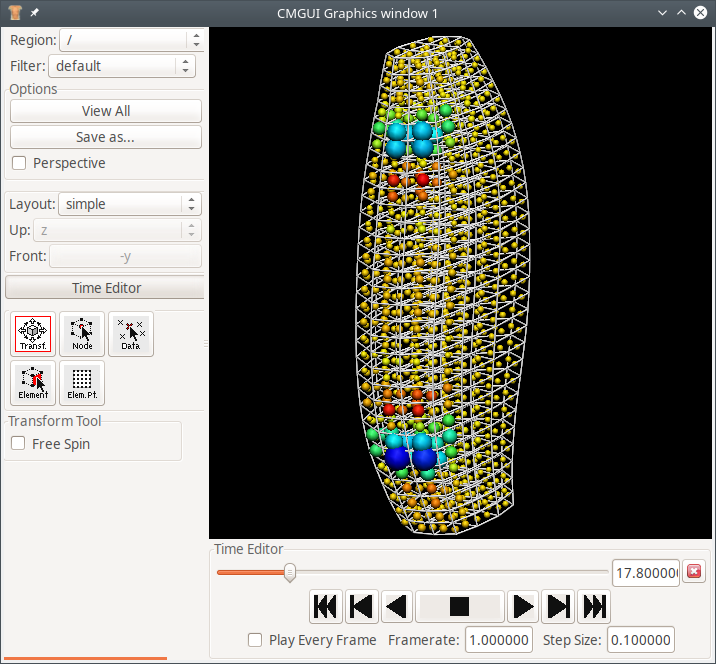 CMGUI Graphics window 1
Region: /
Filter: default
Options
View All
Save as...
Perspective
Layout: simple
Up: z
Front: -y
Time Editor
Transf. Node Data
Element Elem.Pt.
Transform Tool
Free Spin
Time Editor
17.80000
Play Every Frame Framerate: 1.000000 Step Size: 0.100000